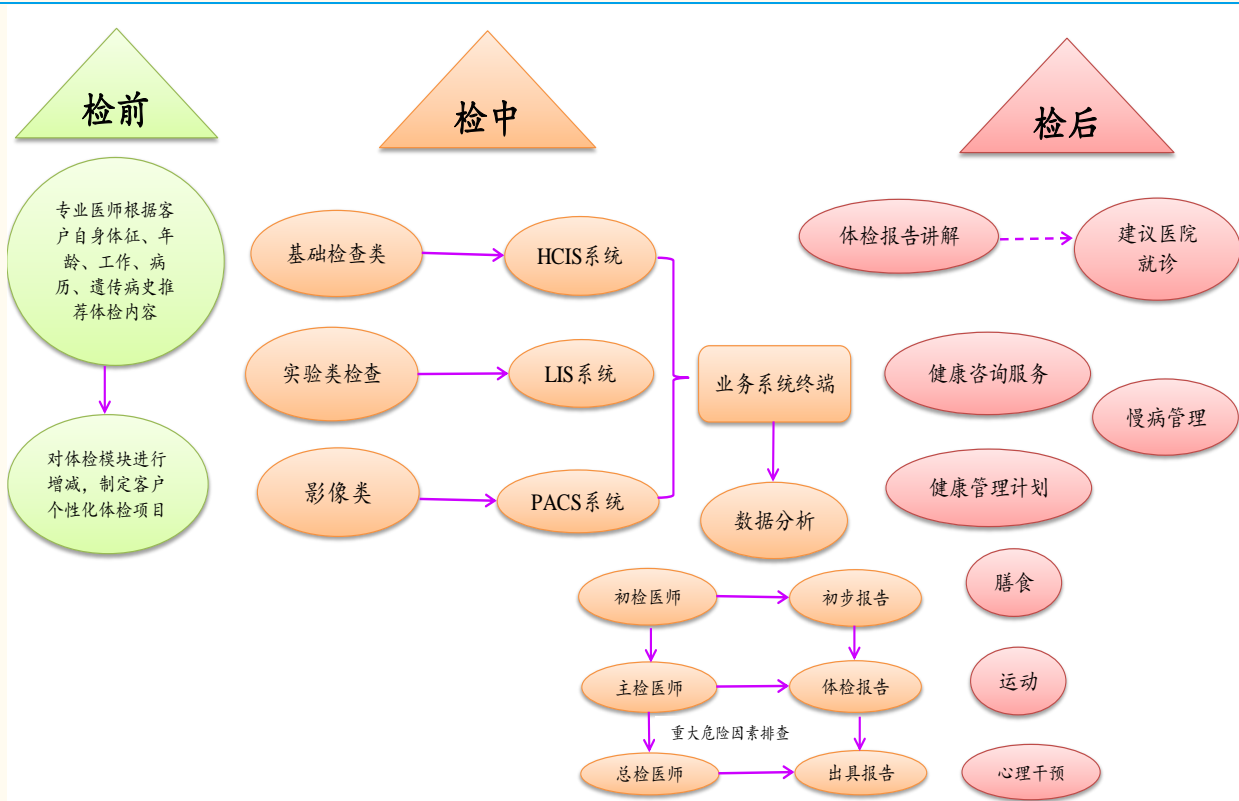 检前
专业医师根据客
户自身体征、年
龄、工作、病
历、遗传病史推
荐体检内容
对体检模块进行
增减，制定客户
个性化体检项目
检中
基础检查类
HCIS系统
实验类检查
LIS系统
影像类
PACS系统
业务系统终端
数据分析
初检医师
初步报告
主检医师
体检报告
重大危险因素排查
总检医师
出具报告
检后
体检报告讲解
建议医院
就诊
健康咨询服务
慢病管理
健康管理计划
膳食
运动
心理干预